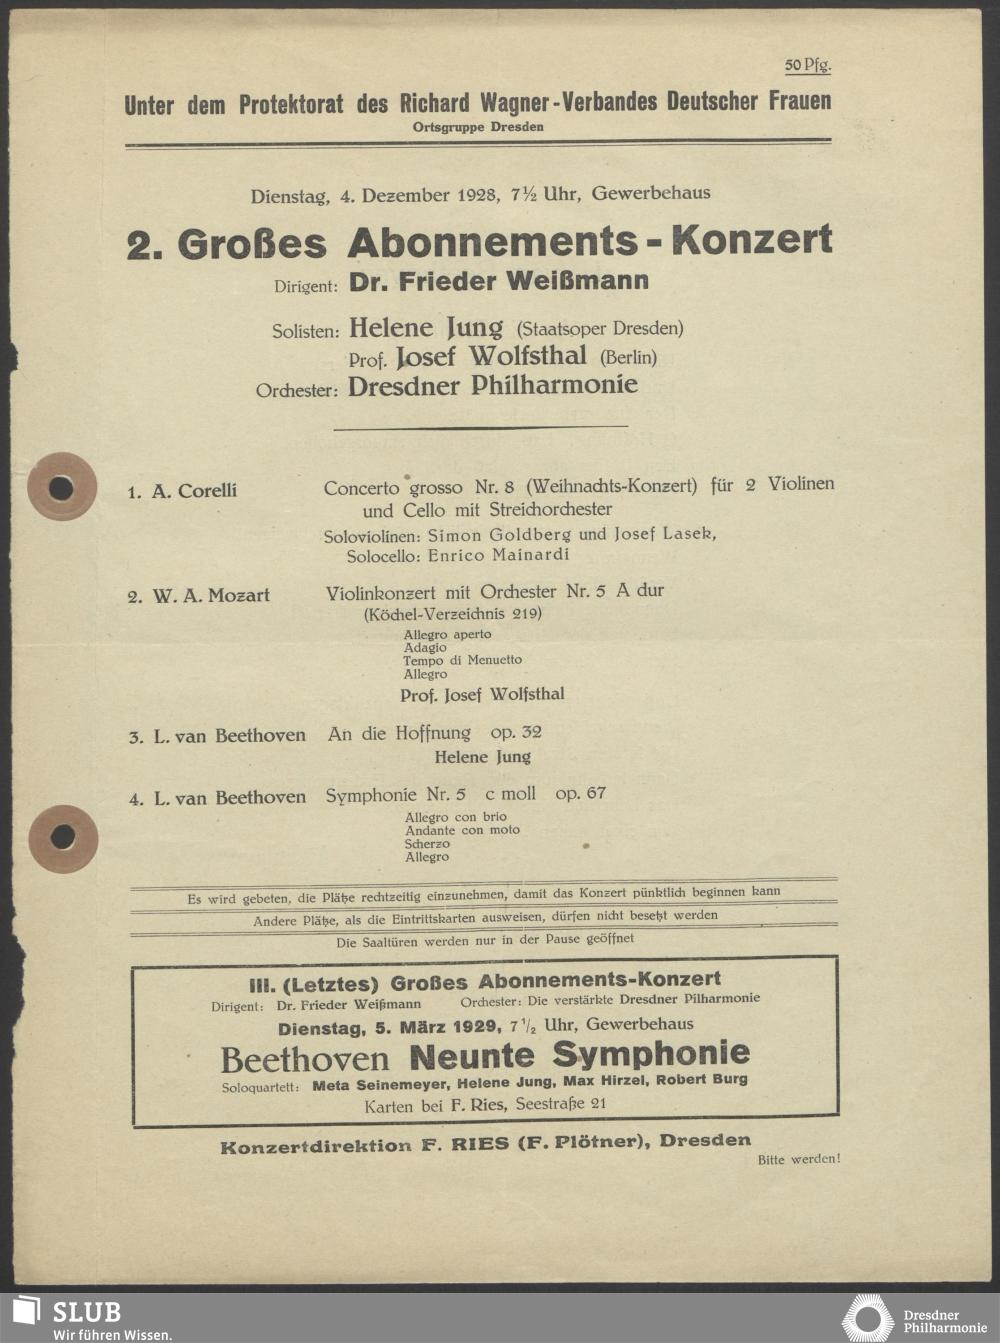 50 Pfg.
Unter dem Protektorat des Richard Wagner-Verbandes Deutscher Frauen
Ortsgruppe Dresden
Dienstag, 4. Dezember 1928, 7½ Uhr, Gewerbehaus
2. Großes Abonnements-Konzert
Dirigent: Dr. Frieder Weißmann
Solisten: Helene Jung (Staatsoper Dresden)
Prof. Josef Wolfsthal (Berlin)
Orchester: Dresdner Philharmonie
1. A. Corelli Concerto grosso Nr. 8 (Weihnachts-Konzert) für 2 Violinen
und Cello mit Streichorchester
Soloviolinen: Simon Goldberg und Josef Lasek,
Solocello: Enrico Mainardi
2. W. A. Mozart Violinkonzert mit Orchester Nr. 5 A dur
(Köchel-Verzeichnis 219)
Allegro aperto
Adagio
Tempo di Menuetto
Allegro
Prof. Josef Wolfsthal
3. L. van Beethoven An die Hoffnung op. 32
Helene Jung
4. L. van Beethoven Symphonie Nr. 5 c moll op. 67
Allegro con brio
Andante con moto
Scherzo
Allegro
Es wird gebeten, die Plätze rechtzeitig einzunehmen, damit das Konzert pünktlich beginnen kann
Andere Plätze, als die Eintrittskarten ausweisen, dürfen nicht besetzt werden
Die Saaltüren werden nur in der Pause geöffnet
III. (Letztes) Großes Abonnements-Konzert
Dirigent: Dr. Frieder Weißmann Orchester: Die verstärkte Dresdner Pilharmonie
Dienstag, 5. März 1929, 7½ Uhr, Gewerbehaus
Beethoven Neunte Symphonie
Soloquartett: Meta Seinemeyer, Helene Jung, Max Hirzel, Robert Burg
Karten bei F. Ries, Seestraße 21
Konzertdirektion F. RIES (F. Plötner), Dresden
Bitte werden!
SLUB
Wir führen Wissen.
Dresdner
Philharmonie